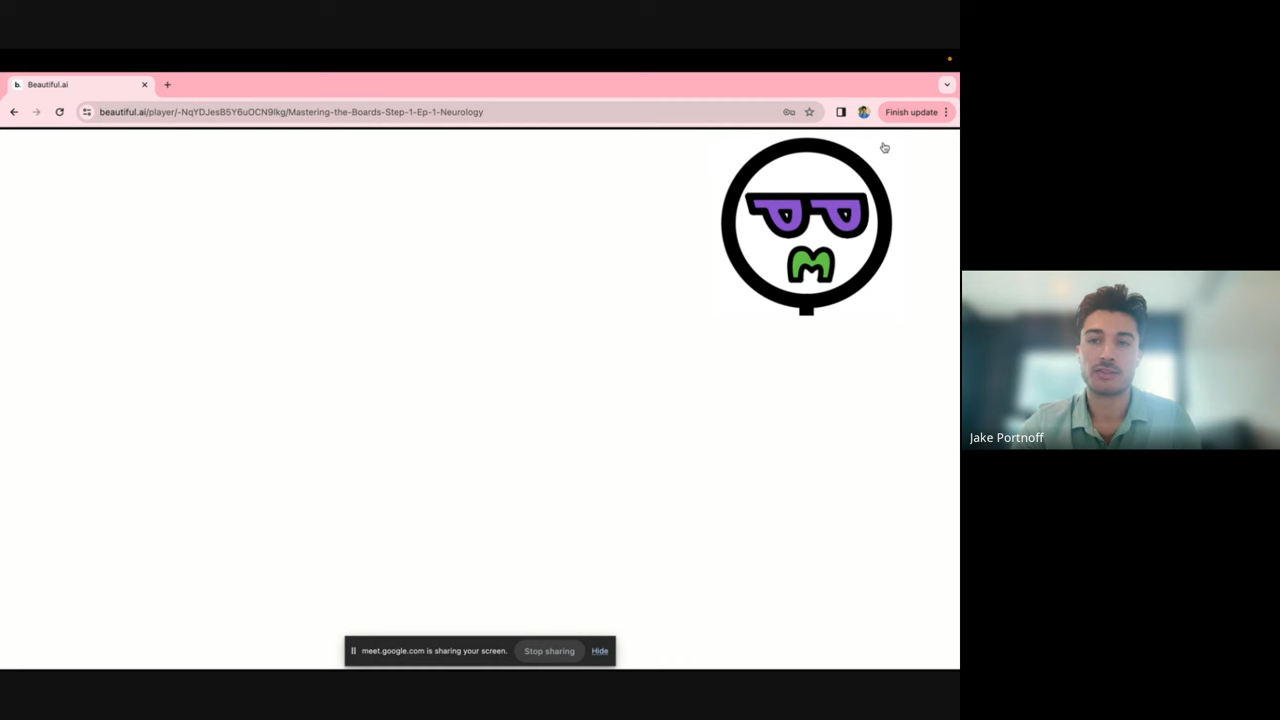 b. Beautiful.ai
beautiful.ai/player/-NqYDJesB5Y6uOCN9lkg/Mastering-the-Boards-Step-1-Ep-1-Neurology
Finish update
M
Jake Portnoff
meet.google.com is sharing your screen.
Stop sharing
Hide